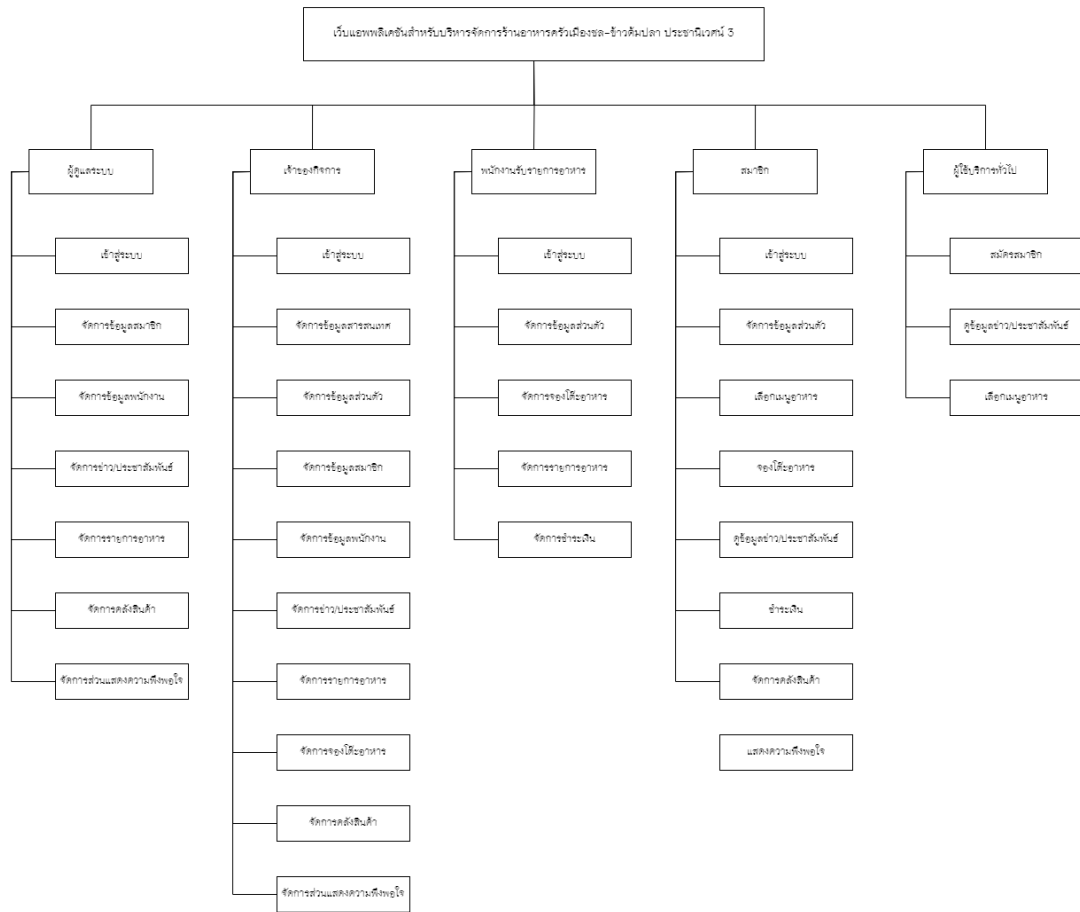 เว็บแอพพลิเคชันสำหรับบริหารจัดการร้านอาหารครัวเมืองชล-ข้าวต้มปลา ประชานิเวศน์ 3
ผู้ดูแลระบบ
เข้าสู่ระบบ
จัดการข้อมูลสมาชิก
จัดการข้อมูลพนักงาน
จัดการข่าว/ประชาสัมพันธ์
จัดการรายการอาหาร
จัดการคลังสินค้า
จัดการส่วนแสดงความพึงพอใจ
เจ้าของกิจการ
เข้าสู่ระบบ
จัดการข้อมูลสารสนเทศ
จัดการข้อมูลส่วนตัว
จัดการข้อมูลสมาชิก
จัดการข้อมูลพนักงาน
จัดการข่าว/ประชาสัมพันธ์
จัดการรายการอาหาร
จัดการจองโต๊ะอาหาร
จัดการคลังสินค้า
จัดการส่วนแสดงความพึงพอใจ
พนักงานรับรายการอาหาร
เข้าสู่ระบบ
จัดการข้อมูลส่วนตัว
จัดการจองโต๊ะอาหาร
จัดการรายการอาหาร
จัดการชำระเงิน
สมาชิก
เข้าสู่ระบบ
จัดการข้อมูลส่วนตัว
เลือกเมนูอาหาร
จองโต๊ะอาหาร
ดูข้อมูลข่าว/ประชาสัมพันธ์
ชำระเงิน
จัดการคลังสินค้า
แสดงความพึงพอใจ
ผู้ใช้บริการทั่วไป
สมัครสมาชิก
ดูข้อมูลข่าว/ประชาสัมพันธ์
เลือกเมนูอาหาร